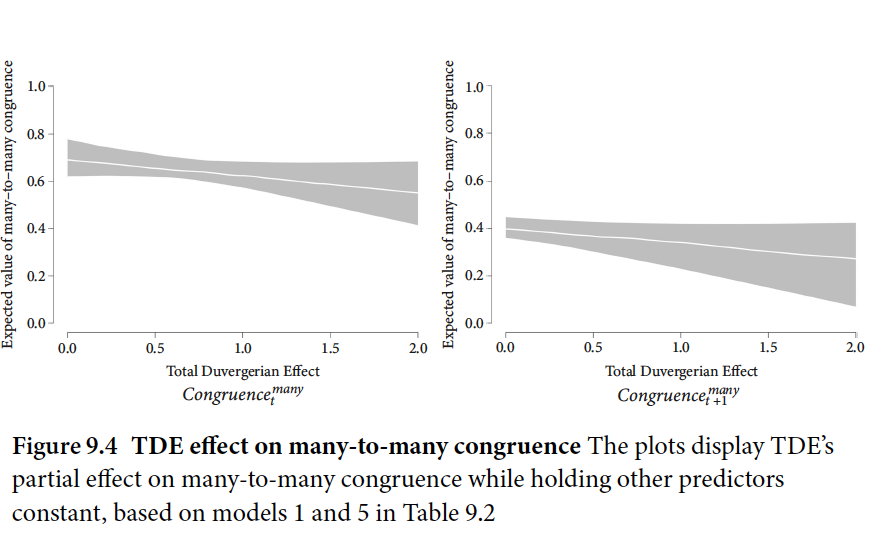 Expected value of many–to–many congruence
1.0
0.8
0.6
0.4
0.2
0.0
0.0 0.5 1.0 1.5 2.0
Total Duvergerian Effect
Congruence_t^many
Expected value of many–to–many congruence
1.0
0.8
0.6
0.4
0.2
0.0
0.0 0.5 1.0 1.5 2.0
Total Duvergerian Effect
Congruence_t+1^many
Figure 9.4 TDE effect on many-to-many congruence The plots display TDE’s
partial effect on many-to-many congruence while holding other predictors
constant, based on models 1 and 5 in Table 9.2